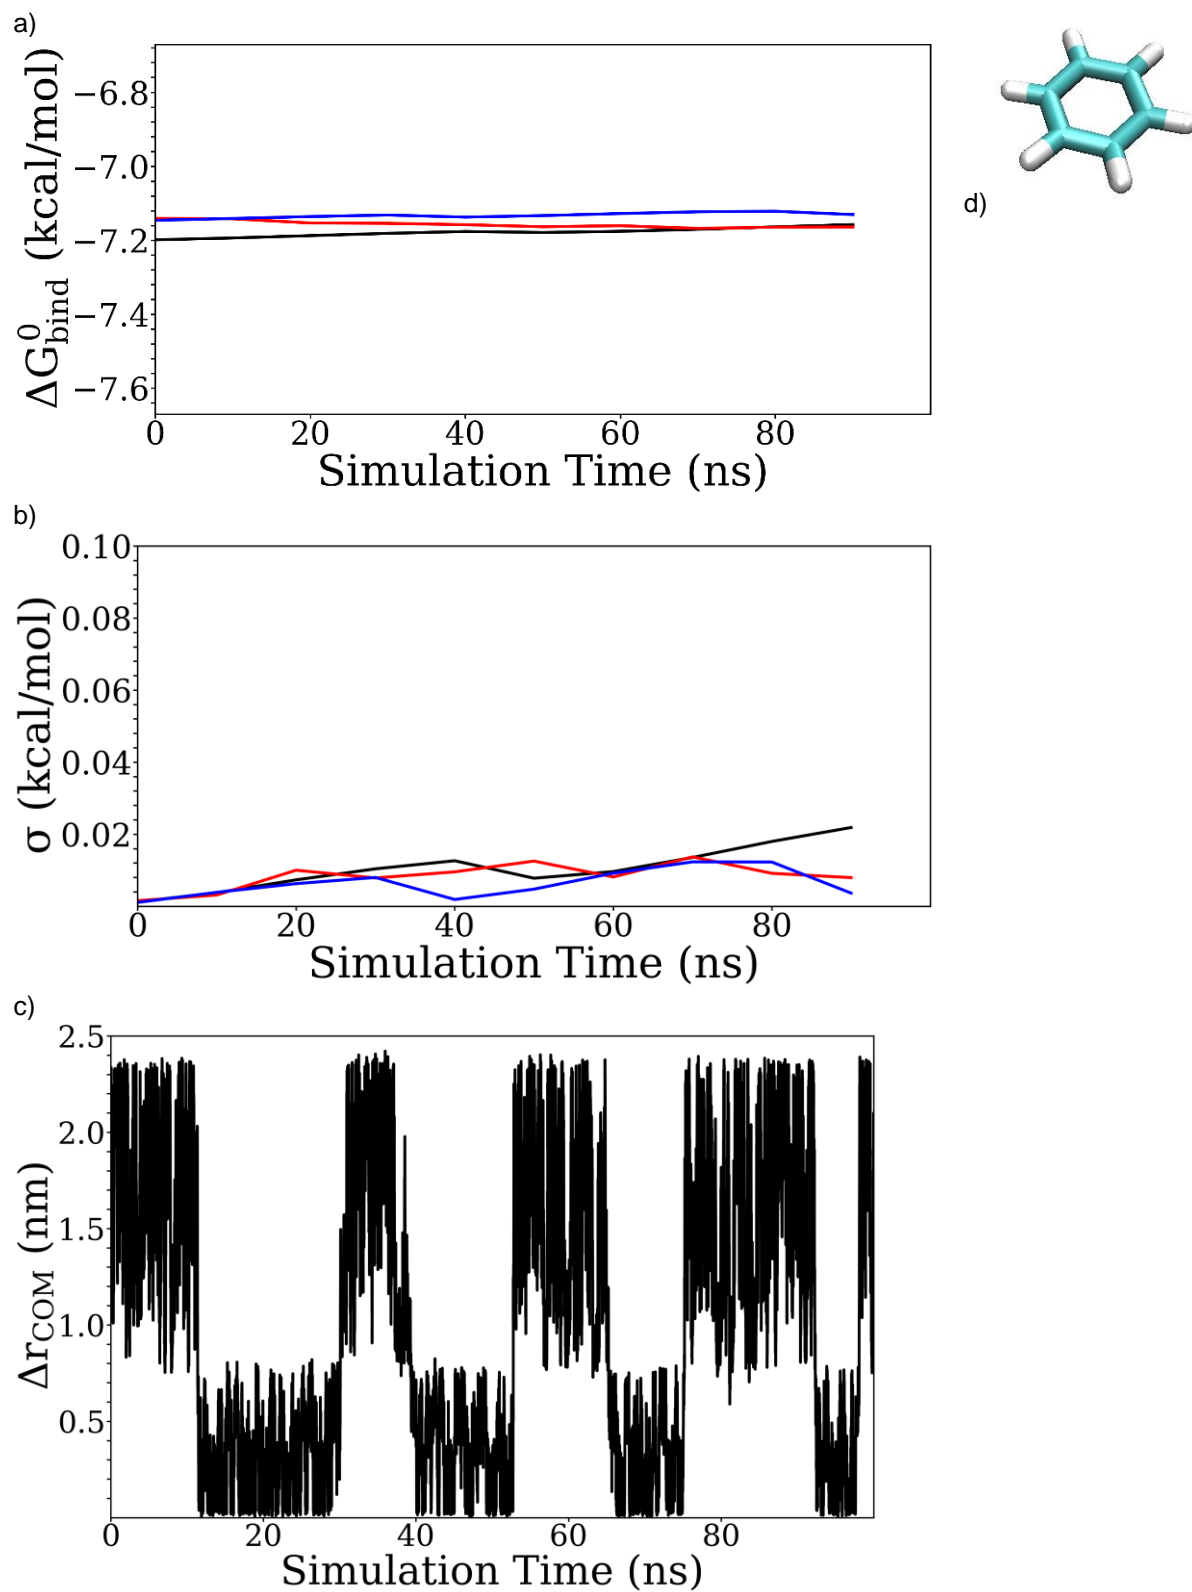 a)
ΔG⁰bind (kcal/mol)
−6.8
−7.0
−7.2
−7.4
−7.6
0 20 40 60 80
Simulation Time (ns)
d)
b)
σ (kcal/mol)
0.10
0.08
0.06
0.04
0.02
0 20 40 60 80
Simulation Time (ns)
c)
ΔrCOM (nm)
2.5
2.0
1.5
1.0
0.5
0 20 40 60 80
Simulation Time (ns)